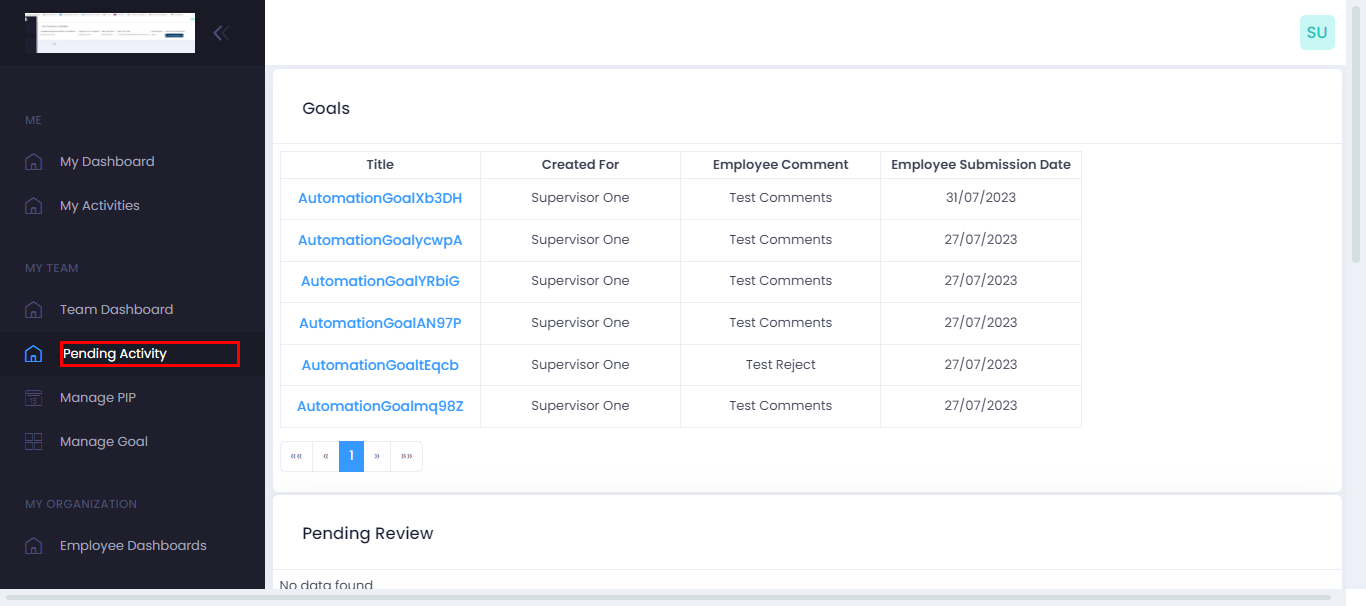 SU
ME
My Dashboard
My Activities
MY TEAM
Team Dashboard
Pending Activity
Manage PIP
15
Manage Goal
MY ORGANIZATION
Employee Dashboards
Goals
Title Created For Employee Comment Employee Submission Date
AutomationGoalXb3DH Supervisor One Test Comments 31/07/2023
AutomationGoalycwpA Supervisor One Test Comments 27/07/2023
AutomationGoalYRbiG Supervisor One Test Comments 27/07/2023
AutomationGoalAN97P Supervisor One Test Comments 27/07/2023
AutomationGoaltEqcb Supervisor One Test Reject 27/07/2023
AutomationGoalmq98Z Supervisor One Test Comments 27/07/2023
«« « 1 » »»
Pending Review
No data found